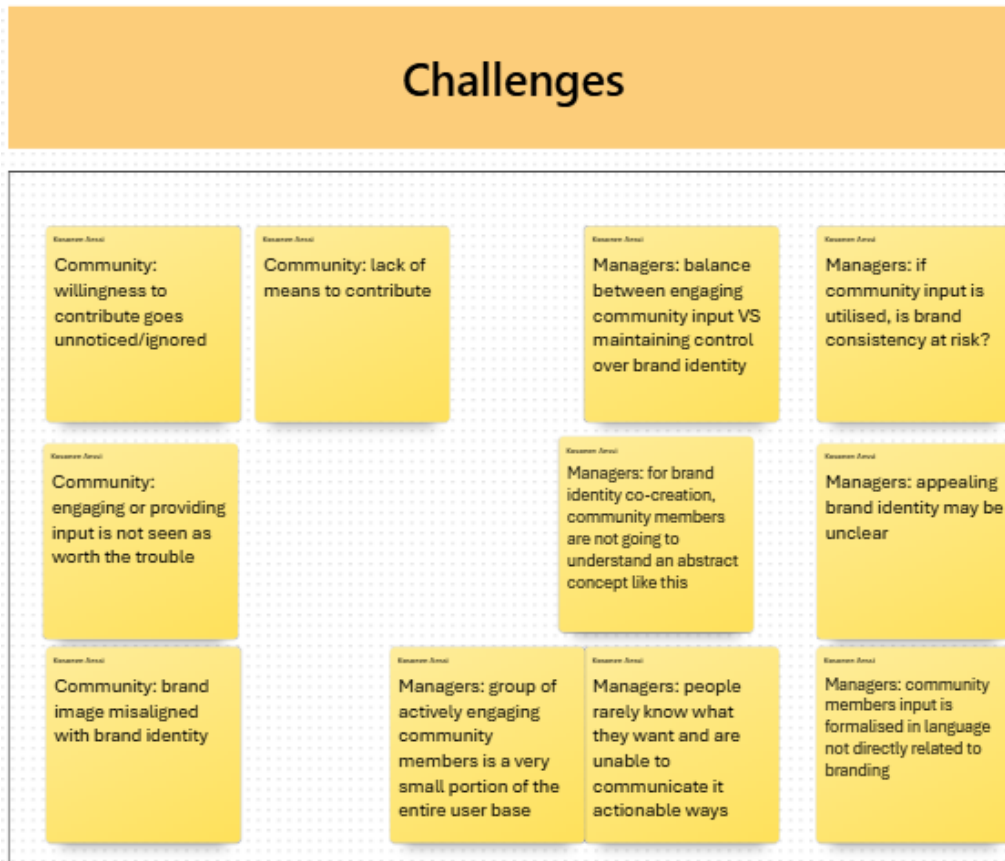 Challenges
Community:
willingness to
contribute goes
unnoticed/ignored
Community: lack of
means to contribute
Managers: balance
between engaging
community input VS
maintaining control
over brand identity
Managers: if
community input is
utilised, is brand
consistency at risk?
Community:
engaging or providing
input is not seen as
worth the trouble
Managers: for brand
identity co-creation,
community members
are not going to
understand an abstract
concept like this
Managers: appealing
brand identity may be
unclear
Community: brand
image misaligned
with brand identity
Managers: group of
actively engaging
community
members is a very
small portion of the
entire user base
Managers: people
rarely know what
they want and are
unable to
communicate it
actionable ways
Managers: community
members input is
formalised in language
not directly related to
branding